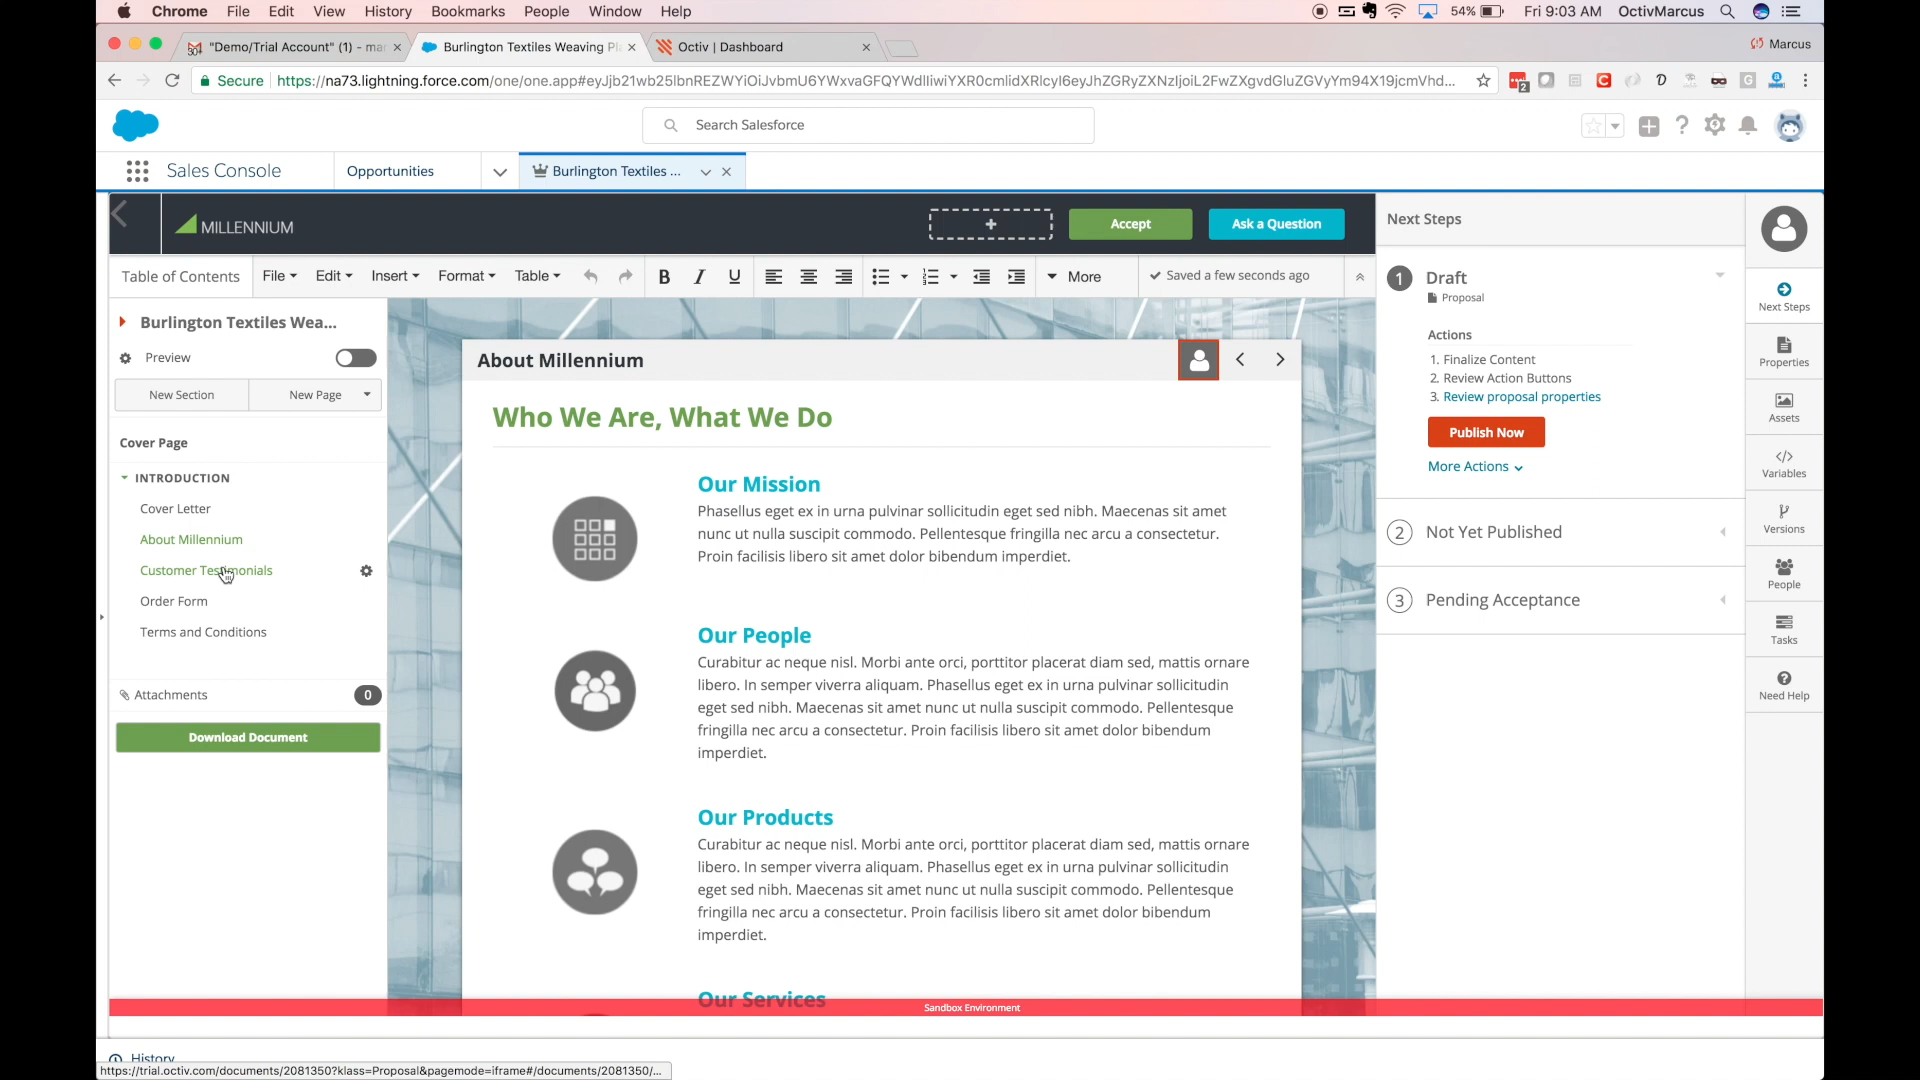 Chrome File Edit View History Bookmarks People Window Help
54% Fri 9:03 AM OctivMarcus
"Demo/Trial Account" (1) - mar
Burlington Textiles Weaving Pl
Octiv | Dashboard
Marcus
Secure https://na73.lightning.force.com/one/one.app#eyJjb21wb25lbnREZWYiOiJvbmU6YWxvaGFQYWdlIiwiYXR0cmlidXRlcyI6eyJhZGRyZXNzIjoiL2FwZXgvdGluZGVyYm94X19jcmVhd...
2
Search Salesforce
Sales Console
Opportunities
Burlington Textiles ...
MILLENNIUM
+
Accept
Ask a Question
Next Steps
Table of Contents
File Edit Insert Format Table
B I U
More
Saved a few seconds ago
Burlington Textiles Wea...
Preview
New Section
New Page
Cover Page
INTRODUCTION
Cover Letter
About Millennium
Customer Testimonials
Order Form
Terms and Conditions
Attachments
0
Download Document
About Millennium
Who We Are, What We Do
Our Mission
Phasellus eget ex in urna pulvinar sollicitudin eget sed nibh. Maecenas sit amet
nunc ut nulla suscipit commodo. Pellentesque fringilla nec arcu a consectetur.
Proin facilisis libero sit amet dolor bibendum imperdiet.
Our People
Curabitur ac neque nisl. Morbi ante orci, porttitor placerat diam sed, mattis ornare
libero. In semper viverra aliquam. Phasellus eget ex in urna pulvinar sollicitudin
eget sed nibh. Maecenas sit amet nunc ut nulla suscipit commodo. Pellentesque
fringilla nec arcu a consectetur. Proin facilisis libero sit amet dolor bibendum
imperdiet.
Our Products
Curabitur ac neque nisl. Morbi ante orci, porttitor placerat diam sed, mattis ornare
libero. In semper viverra aliquam. Phasellus eget ex in urna pulvinar sollicitudin
eget sed nibh. Maecenas sit amet nunc ut nulla suscipit commodo. Pellentesque
fringilla nec arcu a consectetur. Proin facilisis libero sit amet dolor bibendum
imperdiet.
Our Services
1 Draft
Proposal
Actions
1. Finalize Content
2. Review Action Buttons
3. Review proposal properties
Publish Now
More Actions
2 Not Yet Published
3 Pending Acceptance
Next Steps
Properties
Assets
Variables
Versions
People
Tasks
Need Help
Sandbox Environment
History
https://trial.octiv.com/documents/2081350?klass=Proposal&pagemode=iframe#/documents/2081350/...